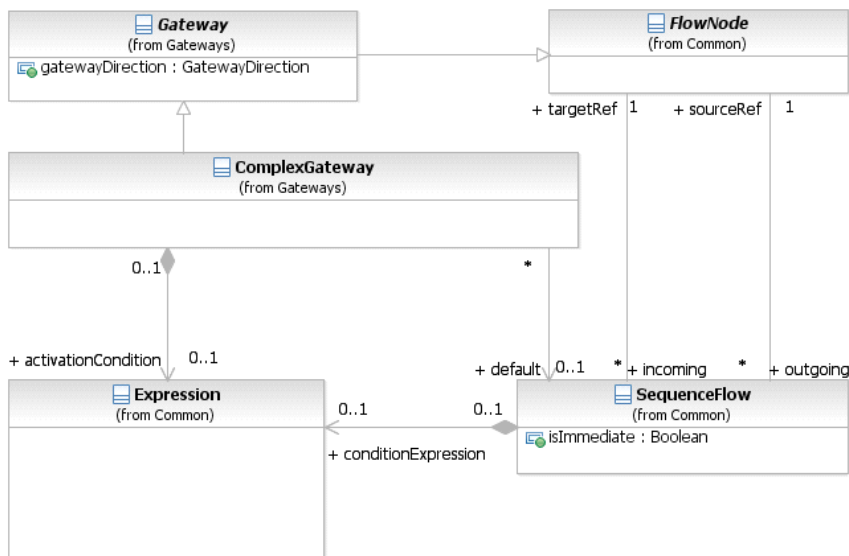 Gateway
(from Gateways)
gatewayDirection : GatewayDirection
FlowNode
(from Common)
+ targetRef 1 + sourceRef 1
ComplexGateway
(from Gateways)
0..1
*
+ activationCondition 0..1
+ default 0..1 * + incoming * + outgoing
Expression
(from Common)
0..1 0..1
+ conditionExpression
SequenceFlow
(from Common)
isImmediate : Boolean